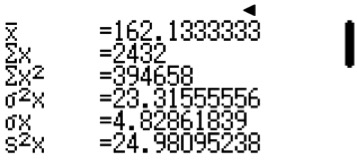 x̄ =162.1333333
Σx =2432
Σx² =394658
σ²x =23.31555556
σx =4.82861839
s²x =24.98095238